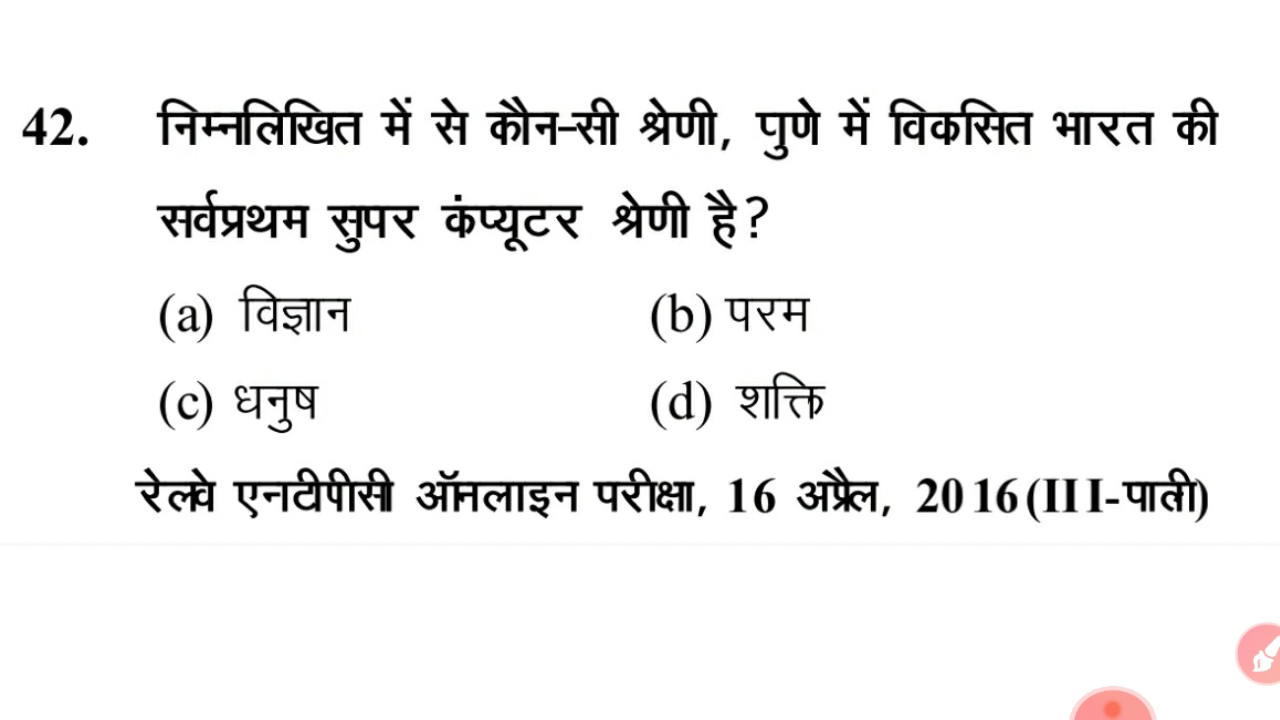 42. निम्नलिखित में से कौन-सी श्रेणी, पुणे में विकसित भारत की
सर्वप्रथम सुपर कंप्यूटर श्रेणी है?
(a) विज्ञान (b) परम
(c) धनुष (d) शक्ति
रेलवे एनटीपीसी ऑनलाइन परीक्षा, 16 अप्रैल, 2016 (III-पाली)